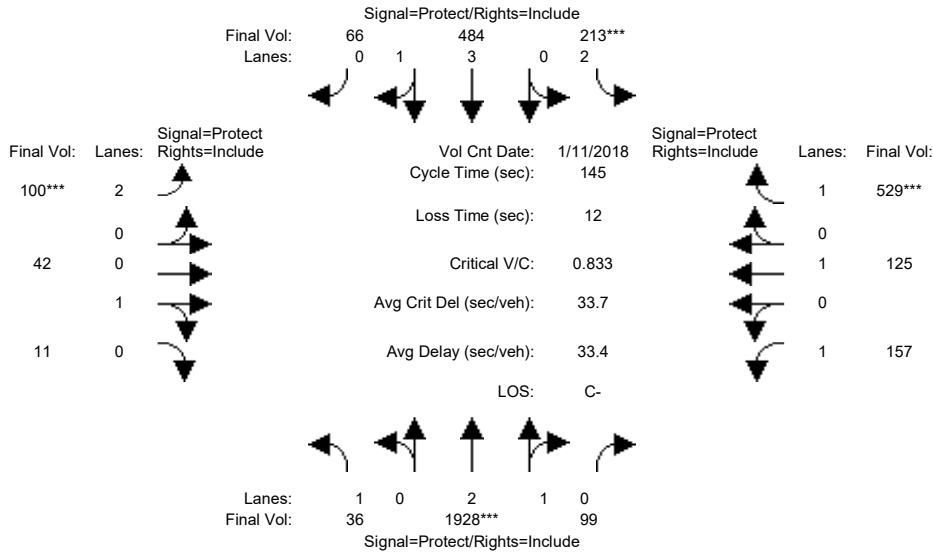 Signal=Protect/Rights=Include
Final Vol: 66 484 213***
Lanes: 0 1 3 0 2
Signal=Protect
Final Vol: Lanes: Rights=Include
Vol Cnt Date: 1/11/2018
Signal=Protect
Rights=Include Lanes: Final Vol:
Cycle Time (sec): 145
100*** 2
1 529***
Loss Time (sec): 12
0
0
42 0
Critical V/C: 0.833
1 125
1
Avg Crit Del (sec/veh): 33.7
0
11 0
Avg Delay (sec/veh): 33.4
1 157
LOS: C-
Lanes: 1 0 2 1 0
Final Vol: 36 1928*** 99
Signal=Protect/Rights=Include